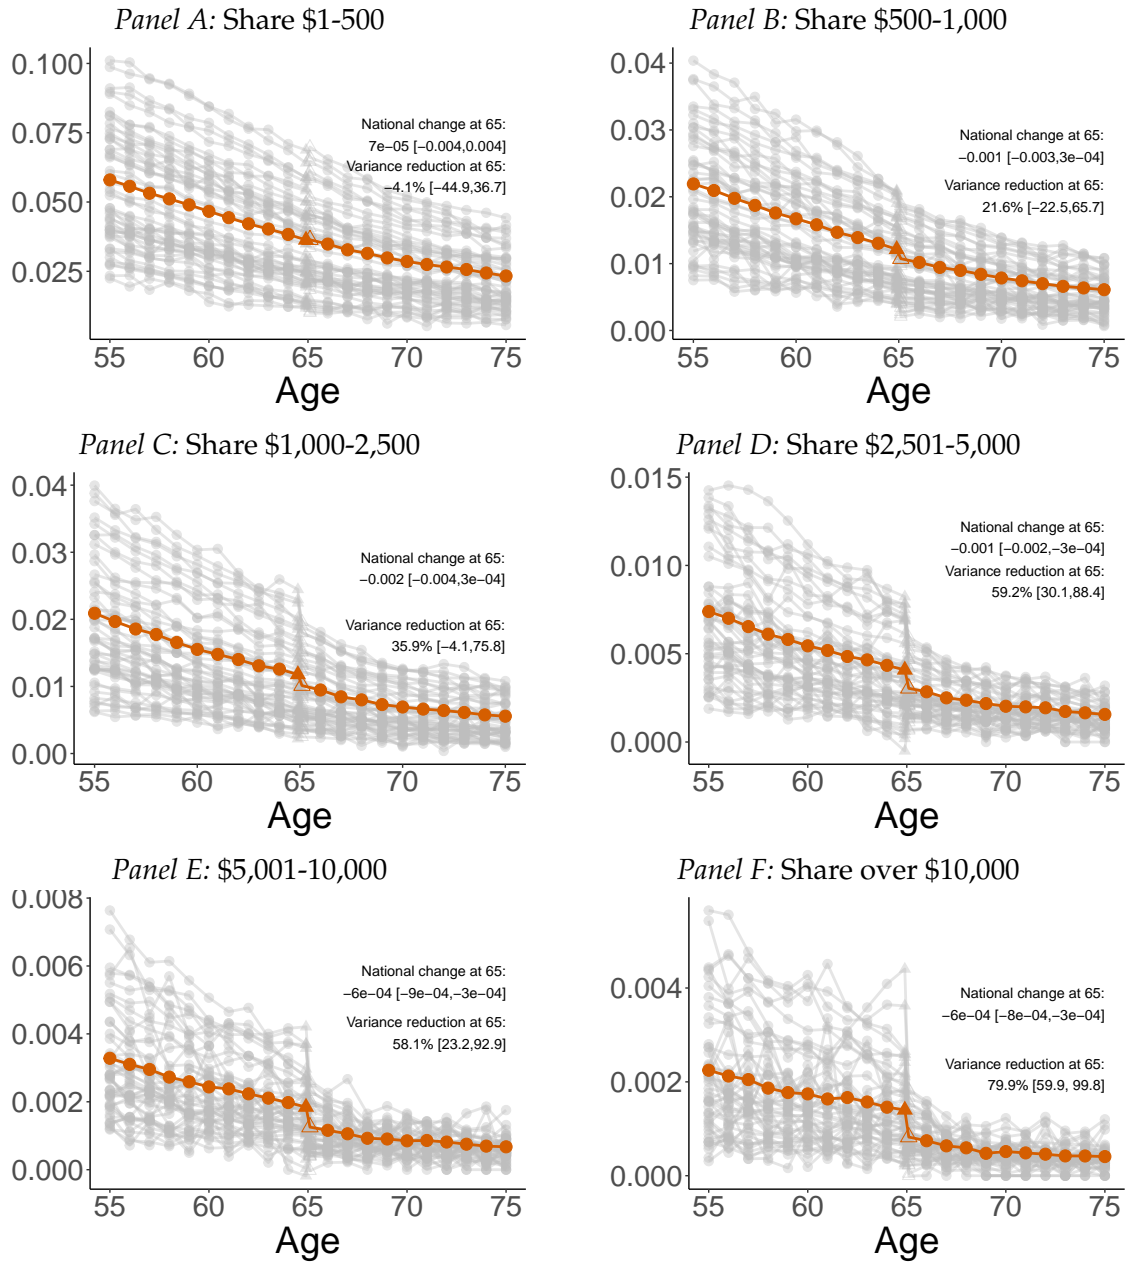 Panel A: Share $1-500
0.100
0.075
0.050
0.025
National change at 65:
7e−05 [−0.004,0.004]
Variance reduction at 65:
−4.1% [−44.9,36.7]
55 60 65 70 75
Age
Panel B: Share $500-1,000
0.04
0.03
0.02
0.01
0.00
National change at 65:
−0.001 [−0.003,3e−04]
Variance reduction at 65:
21.6% [−22.5,65.7]
55 60 65 70 75
Age
Panel C: Share $1,000-2,500
0.04
0.03
0.02
0.01
0.00
National change at 65:
−0.002 [−0.004,3e−04]
Variance reduction at 65:
35.9% [−4.1,75.8]
55 60 65 70 75
Age
Panel D: Share $2,501-5,000
0.015
0.010
0.005
0.000
National change at 65:
−0.001 [−0.002,−3e−04]
Variance reduction at 65:
59.2% [30.1,88.4]
55 60 65 70 75
Age
Panel E: $5,001-10,000
0.008
0.006
0.004
0.002
0.000
National change at 65:
−6e−04 [−9e−04,−3e−04]
Variance reduction at 65:
58.1% [23.2,92.9]
55 60 65 70 75
Age
Panel F: Share over $10,000
0.004
0.002
0.000
National change at 65:
−6e−04 [−8e−04,−3e−04]
Variance reduction at 65:
79.9% [59.9, 99.8]
55 60 65 70 75
Age